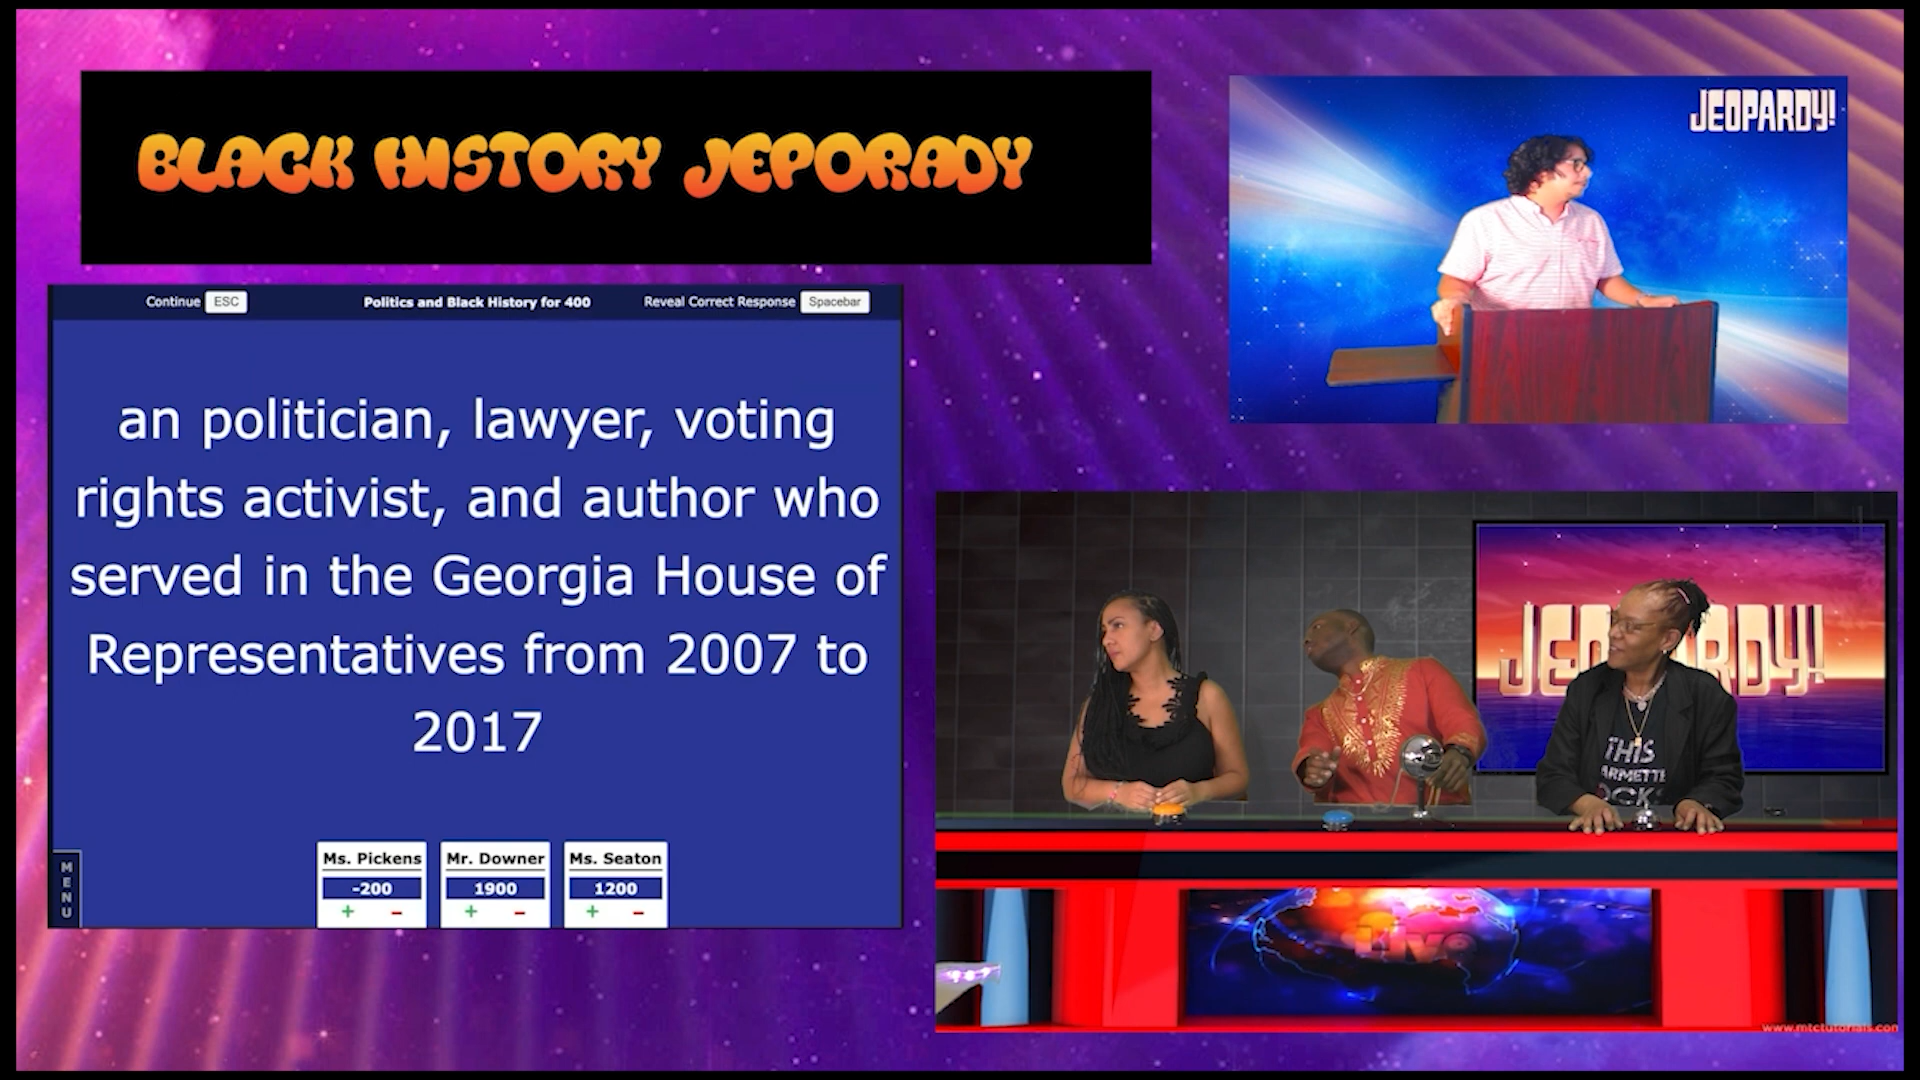 BLACK HISTORY JEPORADY
JEOPARDY!
Continue ESC Politics and Black History for 400 Reveal Correct Response Spacebar
an politician, lawyer, voting
rights activist, and author who
served in the Georgia House of
Representatives from 2007 to
2017
MENU
Ms. Pickens Mr. Downer Ms. Seaton
-200 1900 1200
+ - + - + -
THIS
Live
www.mtctutorials.com